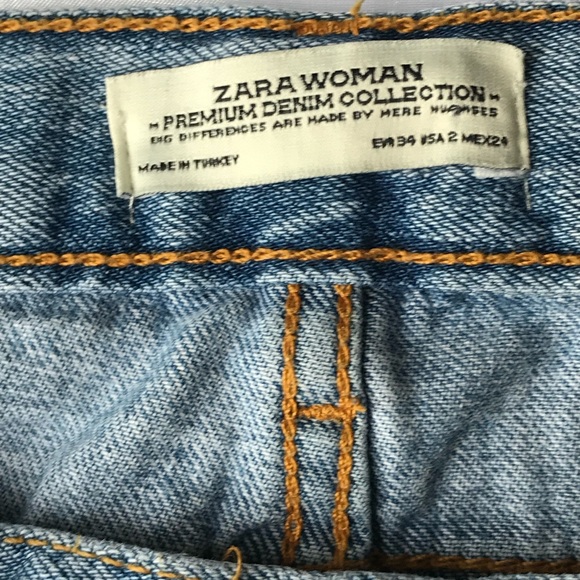 ZARA WOMAN
PREMIUM DENIM COLLECTION
BIG DIFFERENCES ARE MADE BY MERE NUANSES
EUR 34 USA 2 MEX 24
MADE IN TURKEY